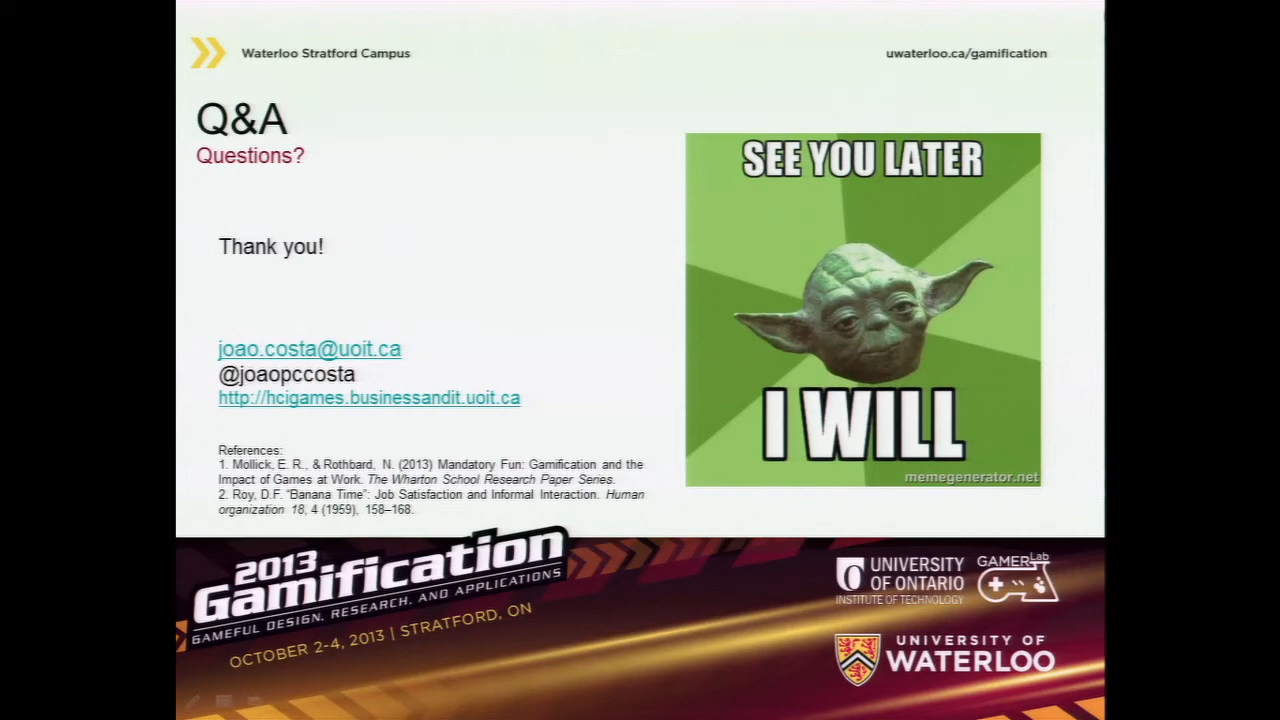 Waterloo Stratford Campus
uwaterloo.ca/gamification
Q&A
Questions?
Thank you!
joao.costa@uoit.ca
@joaopccosta
http://hcigames.businessandit.uoit.ca
References:
1. Mollick, E. R., & Rothbard, N. (2013) Mandatory Fun: Gamification and the
Impact of Games at Work. The Wharton School Research Paper Series.
2. Roy, D.F. “Banana Time”: Job Satisfaction and Informal Interaction. Human
organization 18, 4 (1959), 158–168.
SEE YOU LATER
I WILL
memegenerator.net
2013
Gamification
GAMEFUL DESIGN, RESEARCH, AND APPLICATIONS
OCTOBER 2-4, 2013 | STRATFORD, ON
UNIVERSITY
OF ONTARIO
INSTITUTE OF TECHNOLOGY
GAMER Lab
UNIVERSITY OF
WATERLOO